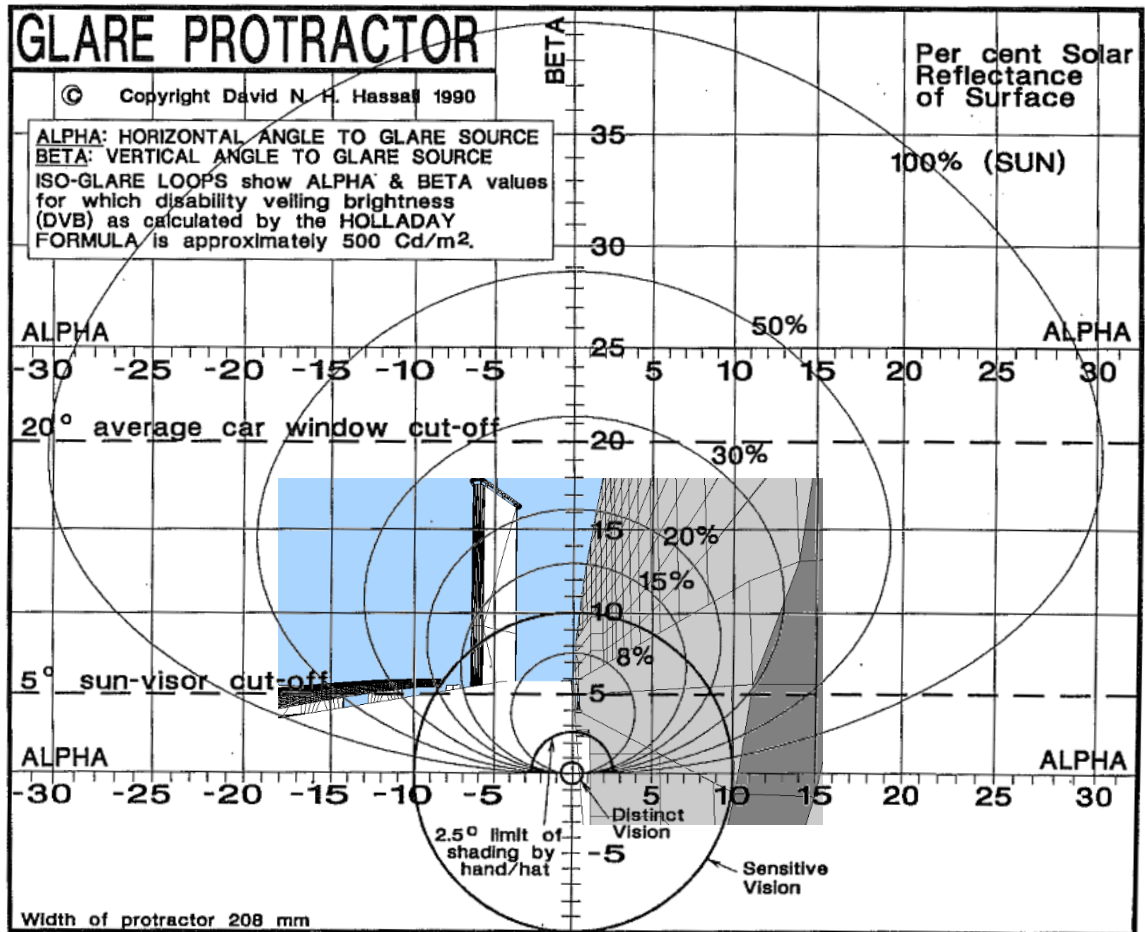 GLARE PROTRACTOR
© Copyright David N. H. Hassall 1990
BETA
Per cent Solar
Reflectance
of Surface
ALPHA: HORIZONTAL ANGLE TO GLARE SOURCE
BETA: VERTICAL ANGLE TO GLARE SOURCE
ISO-GLARE LOOPS show ALPHA & BETA values
for which disability veiling brightness
(DVB) as calculated by the HOLLADAY
FORMULA is approximately 500 Cd/m².
35
100% (SUN)
30
50%
ALPHA
25
ALPHA
-30 -25 -20 -15 -10 -5 5 10 15 20 25 30
20° average car window cut-off
20
30%
15
20%
15%
10
8%
5° sun-visor cut-off
5
ALPHA
ALPHA
-30 -25 -20 -15 -10 -5 5 10 15 20 25 30
Distinct
Vision
2.5° limit of
shading by
hand/hat
-5
Sensitive
Vision
Width of protractor 208 mm